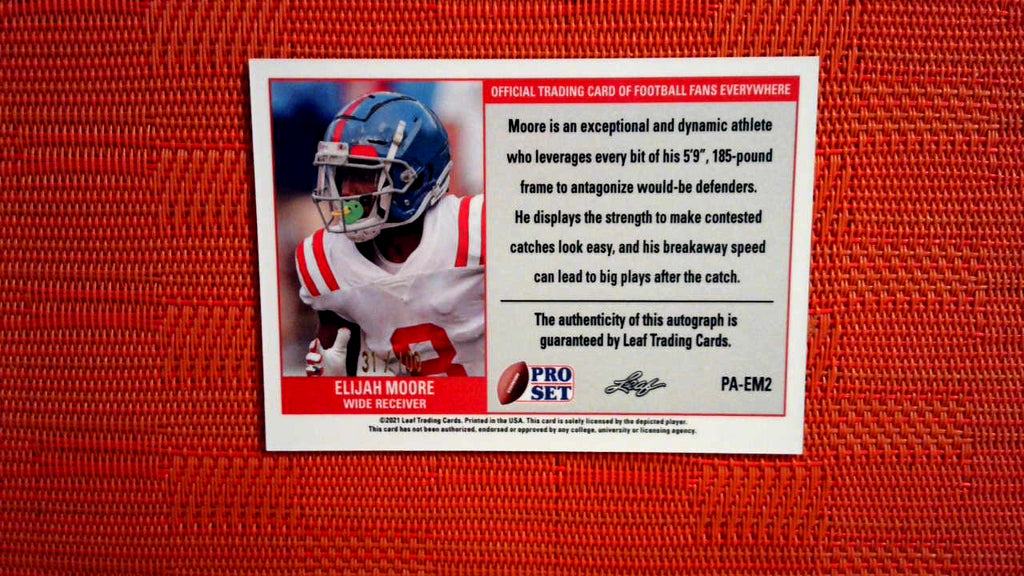 OFFICIAL TRADING CARD OF FOOTBALL FANS EVERYWHERE
Moore is an exceptional and dynamic athlete
who leverages every bit of his 5'9", 185-pound
frame to antagonize would-be defenders.
He displays the strength to make contested
catches look easy, and his breakaway speed
can lead to big plays after the catch.
The authenticity of this autograph is
guaranteed by Leaf Trading Cards.
31 /
ELIJAH MOORE
WIDE RECEIVER
PRO
SET
Leaf
PA-EM2
©2021 Leaf Trading Cards. Printed in the USA. This card is solely licensed by the depicted player.
This card has not been authorized, endorsed or approved by any college, university or licensing agency.